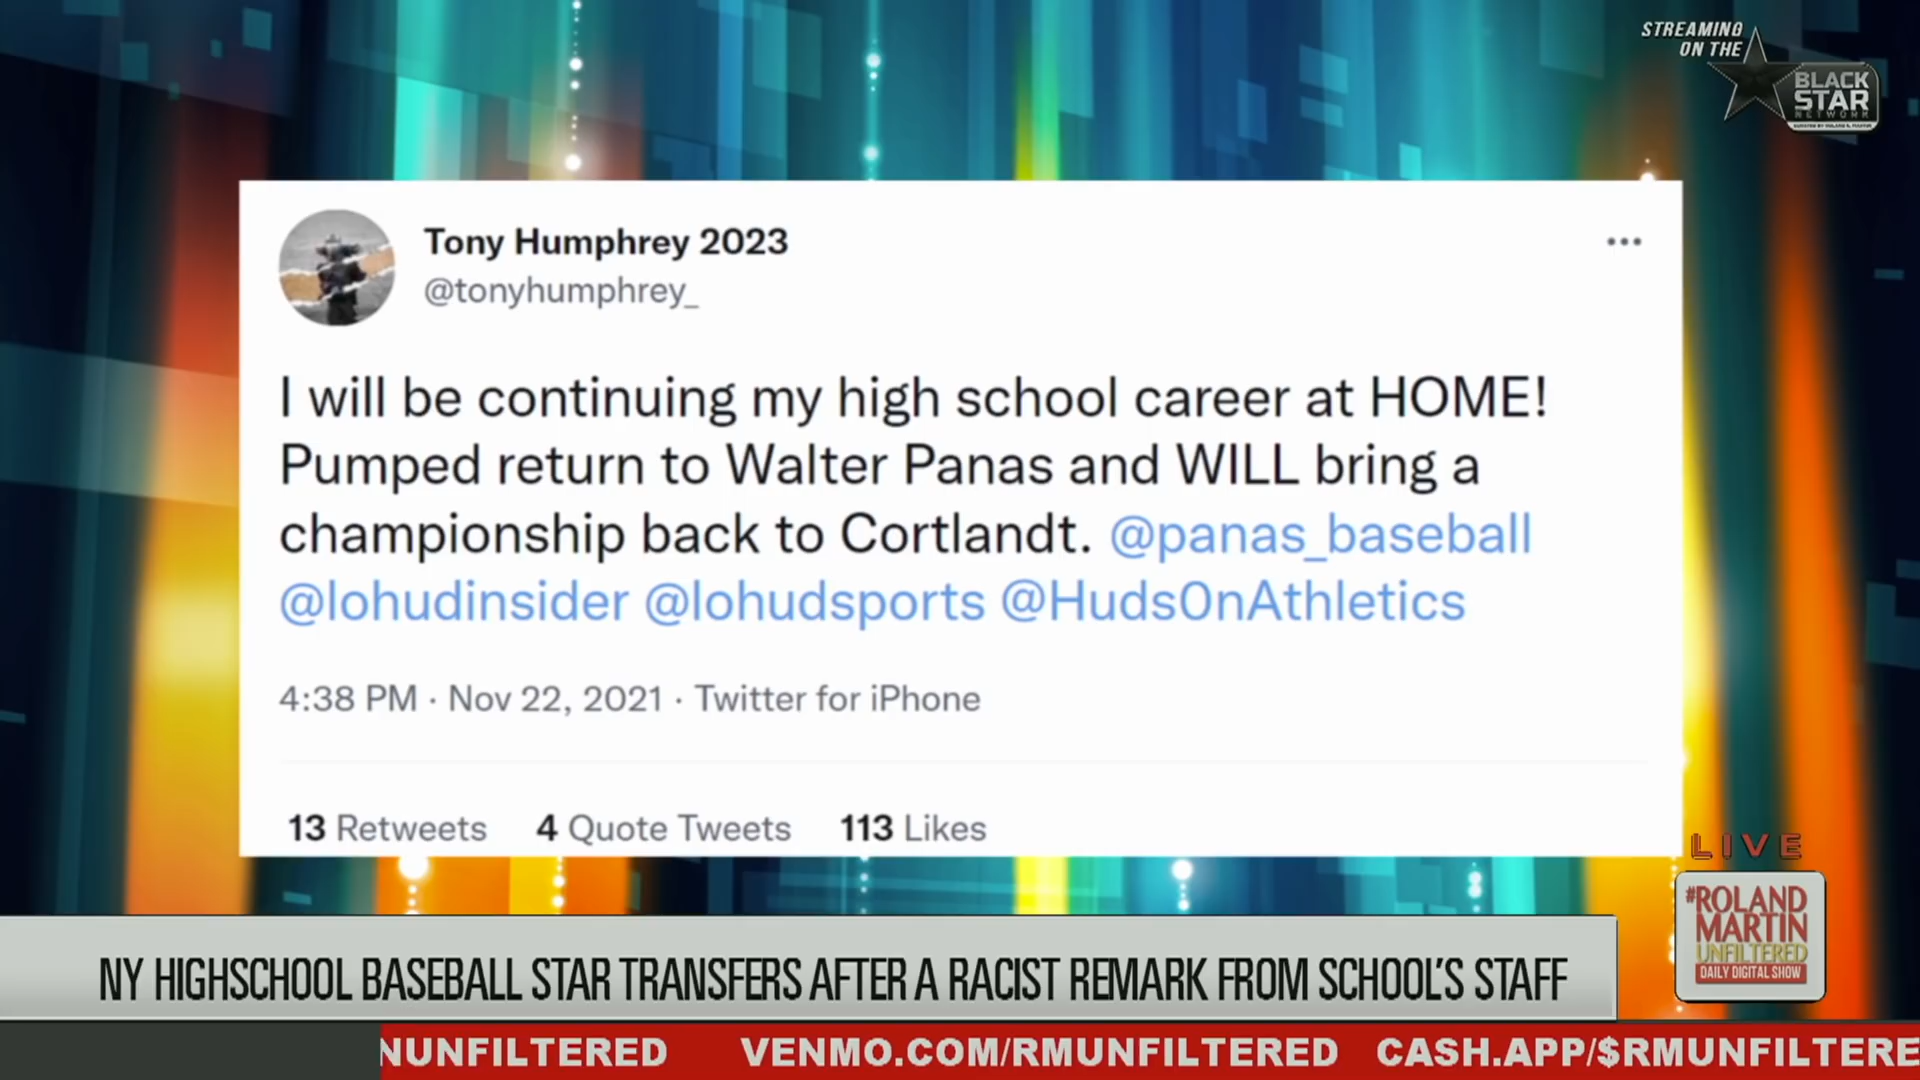 STREAMING
ON THE
BLACK
STAR
NETWORK
Tony Humphrey 2023
@tonyhumphrey_
I will be continuing my high school career at HOME!
Pumped return to Walter Panas and WILL bring a
championship back to Cortlandt. @panas_baseball
@lohudinsider @lohudsports @HudsOnAthletics
4:38 PM · Nov 22, 2021 · Twitter for iPhone
13 Retweets 4 Quote Tweets 113 Likes
LIVE
#ROLAND
MARTIN
UNFILTERED
DAILY DIGITAL SHOW
NY HIGHSCHOOL BASEBALL STAR TRANSFERS AFTER A RACIST REMARK FROM SCHOOL'S STAFF
NUNFILTERED VENMO.COM/RMUNFILTERED CASH.APP/$RMUNFILTERE